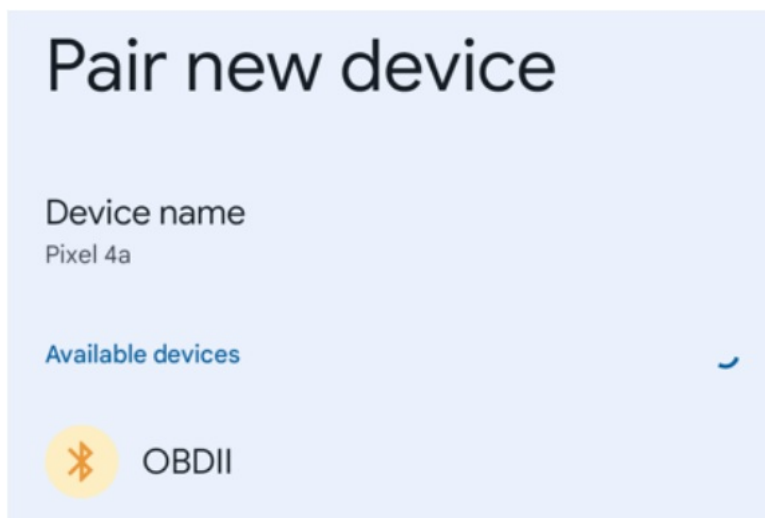 Pair new device
Device name
Pixel 4a
Available devices
OBDII